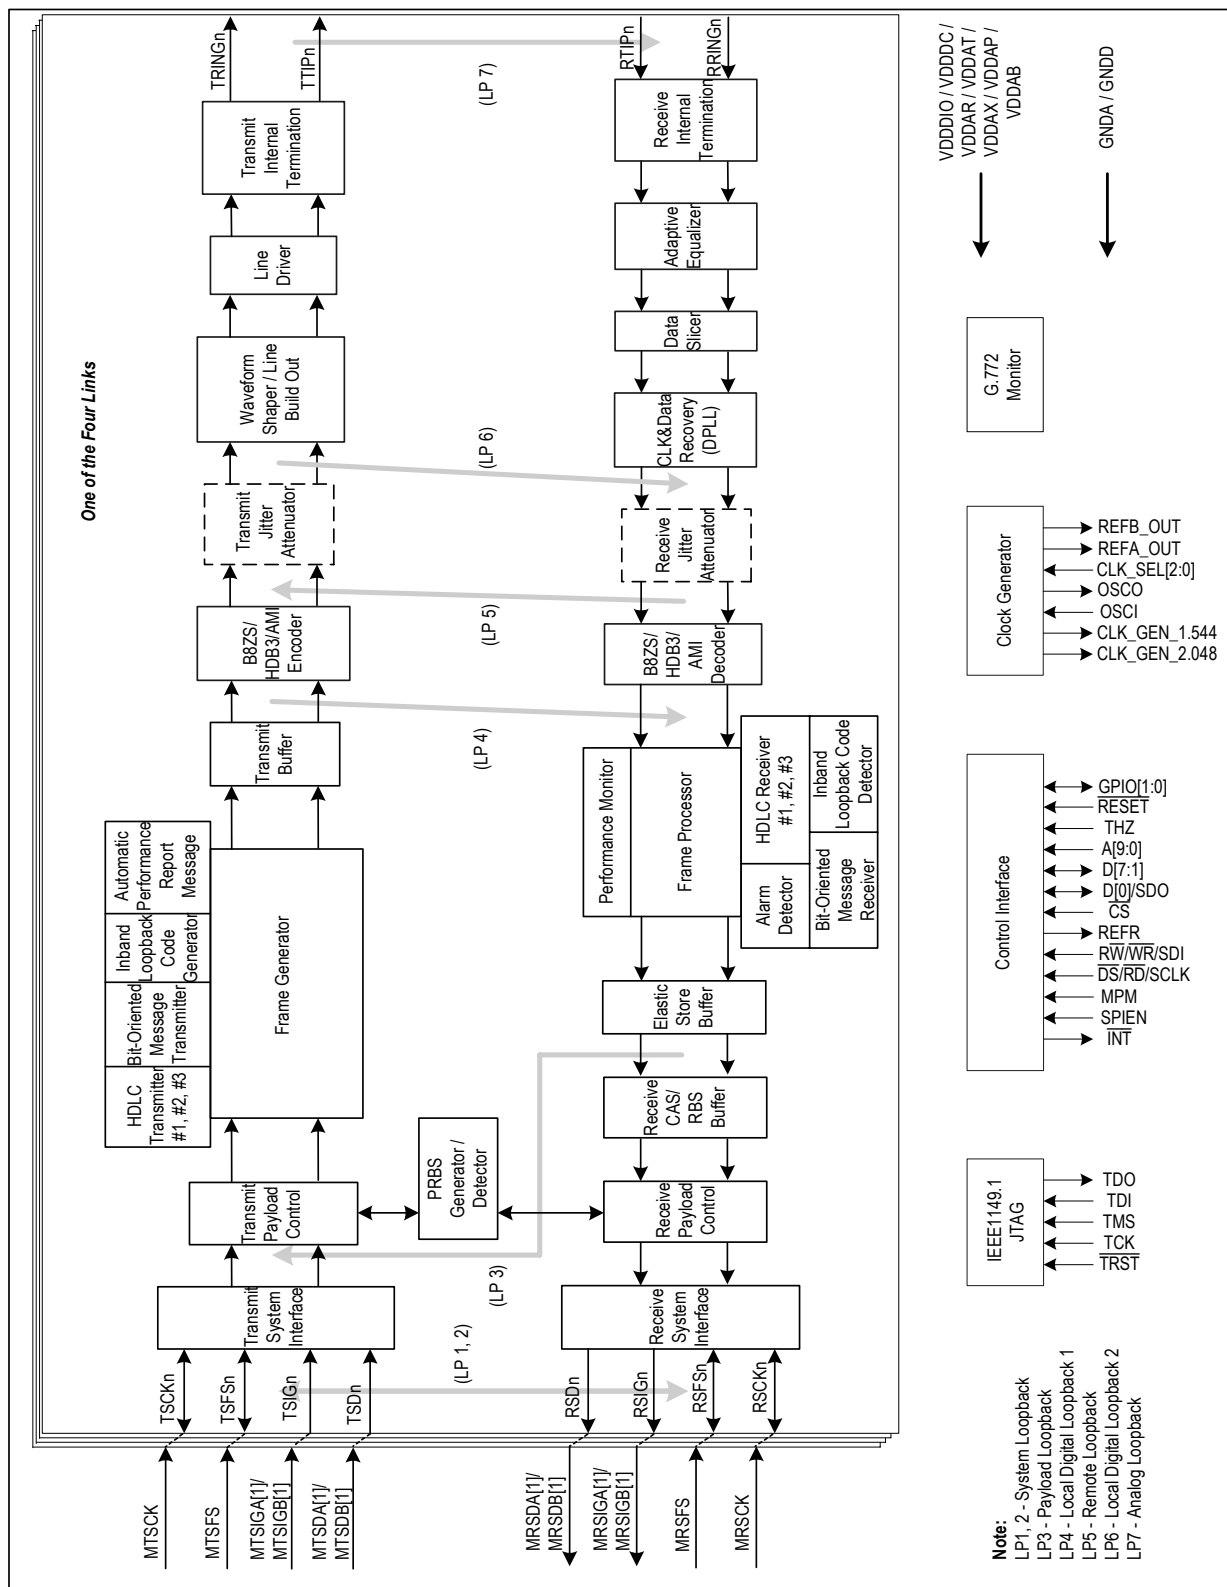 One of the Four Links
TRINGn
TTIPn
Transmit
Internal
Termination
Line
Driver
Waveform
Shaper / Line
Build Out
Transmit
Jitter
Attenuator
B8ZS/
HDB3/AMI
Encoder
Transmit
Buffer
Automatic
Performance
Report
Message
Inband
Loopback
Code
Generator
Bit-Oriented
Message
Transmitter
HDLC
Transmitter
#1, #2, #3
Frame Generator
Transmit
Payload
Control
Transmit
System
Interface
TSCKn
TSFSn
TSIGn
TSDn
MTSCK
MTSFS
MTSIGA[1]/
MTSIGB[1]
MTSDA[1]/
MTSDB[1]
(LP 7)
(LP 6)
(LP 5)
(LP 4)
(LP 3)
(LP 1, 2)
PRBS
Generator /
Detector
RTIPn
RRINGn
Receive
Internal
Termination
Adaptive
Equalizer
Data
Slicer
CLK&Data
Recovery
(DPLL)
Receive
Jitter
Attenuator
B8ZS/
HDB3/
AMI
Decoder
Performance Monitor
Frame Processor
HDLC Receiver
#1, #2, #3
Inband
Loopback Code
Detector
Alarm
Detector
Bit-Oriented
Message
Receiver
Elastic
Store
Buffer
Receive
CAS/
RBS
Buffer
Receive
Payload
Control
Receive
System
Interface
RSDn
RSIGn
RSFSn
RSCKn
MRSDA[1]/
MRSDB[1]
MRSIGA[1]/
MRSIGB[1]
MRSFS
MRSCK
VDDDIO / VDDDC /
VDDAR / VDDAT /
VDDAX / VDDAP /
VDDAB
GNDA / GNDD
G.772
Monitor
Clock Generator
REFB_OUT
REFA_OUT
CLK_SEL[2:0]
OSCO
OSCI
CLK_GEN_1.544
CLK_GEN_2.048
Control Interface
GPIO[1:0]
RESET
THZ
A[9:0]
D[7:1]
D[0]/SDO
CS
REFR
RW/WR/SDI
DS/RD/SCLK
MPM
SPIEN
INT
IEEE1149.1
JTAG
TDO
TDI
TMS
TCK
TRST
Note:
LP1, 2 - System Loopback
LP3 - Payload Loopback
LP4 - Local Digital Loopback 1
LP5 - Remote Loopback
LP6 - Local Digital Loopback 2
LP7 - Analog Loopback